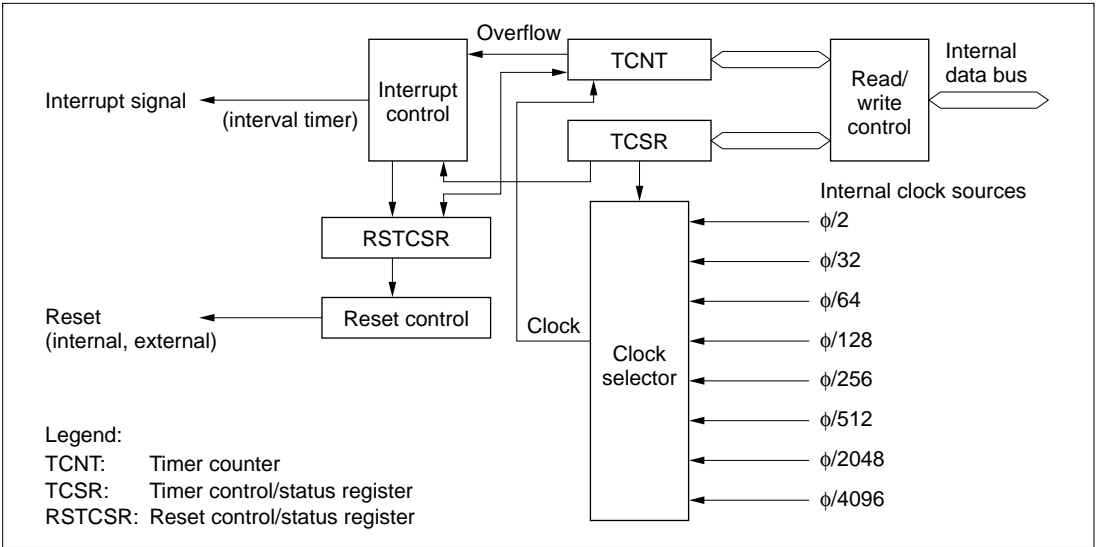 Overflow
TCNT
Interrupt
control
Read/
write
control
Internal
data bus
Interrupt signal
(interval timer)
TCSR
Internal clock sources
RSTCSR
ϕ/2
ϕ/32
ϕ/64
ϕ/128
ϕ/256
ϕ/512
ϕ/2048
ϕ/4096
Reset
(internal, external)
Reset control
Clock
Clock
selector
Legend:
TCNT: Timer counter
TCSR: Timer control/status register
RSTCSR: Reset control/status register